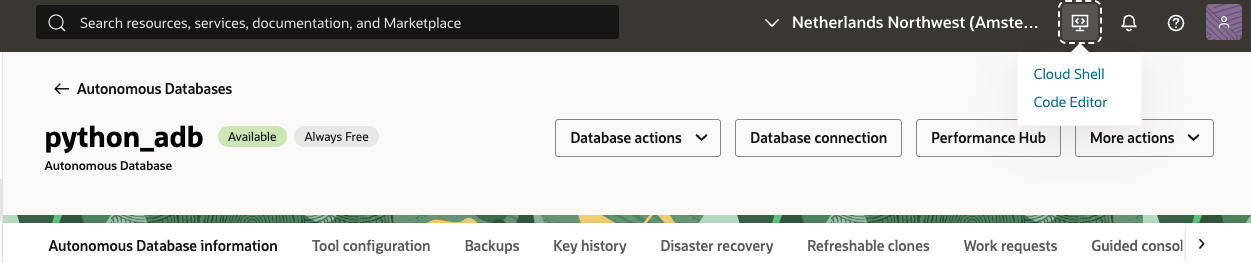 Search resources, services, documentation, and Marketplace
Netherlands Northwest (Amste...
Cloud Shell
Code Editor
Autonomous Databases
python_adb
Available
Always Free
Autonomous Database
Database actions
Database connection
Performance Hub
More actions
Autonomous Database information
Tool configuration
Backups
Key history
Disaster recovery
Refreshable clones
Work requests
Guided consol